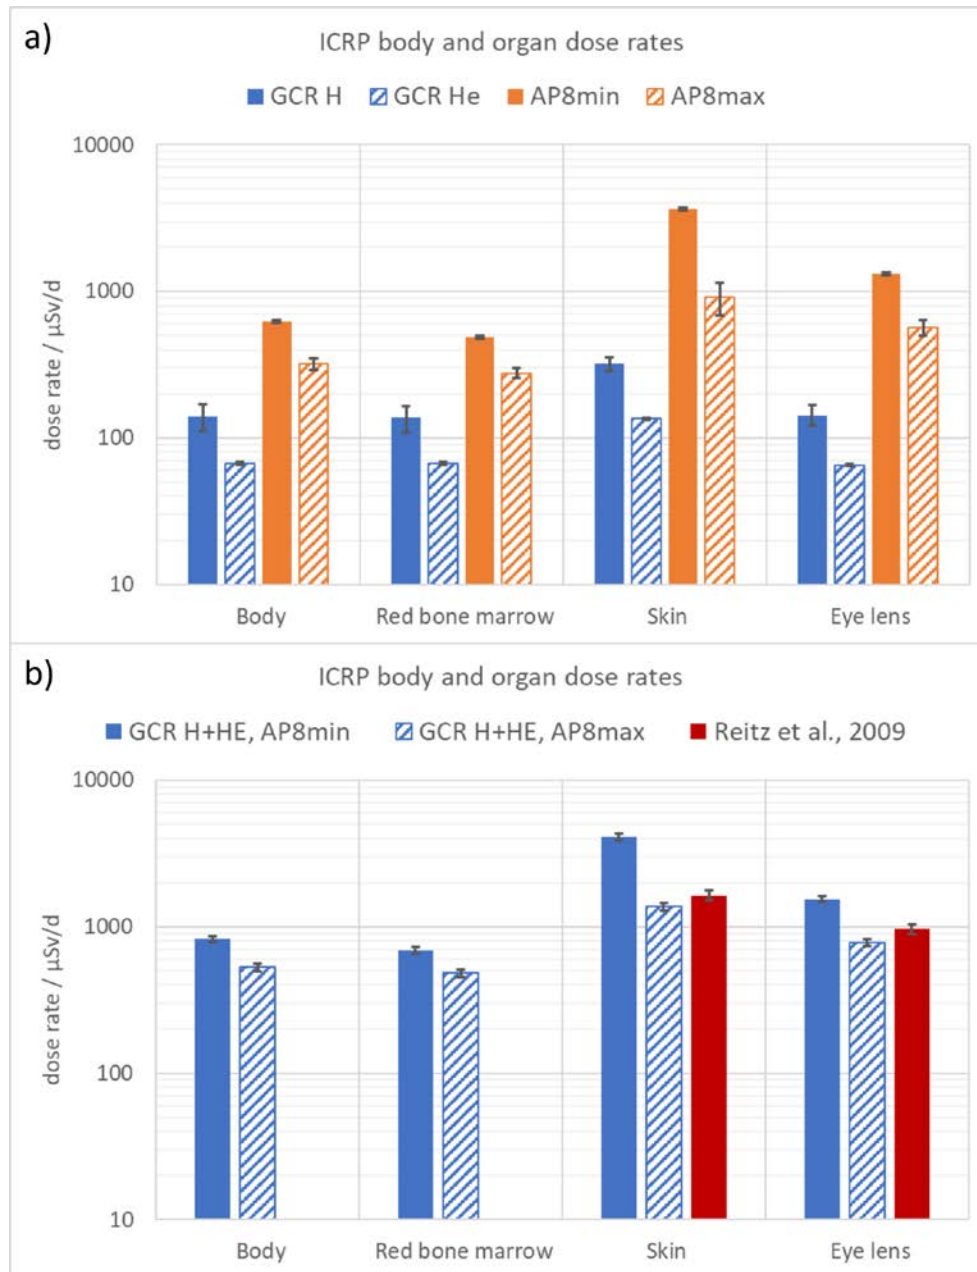 a)
ICRP body and organ dose rates
GCR H GCR He AP8min AP8max
10000
1000
100
10
dose rate / µSv/d
Body Red bone marrow Skin Eye lens
b)
ICRP body and organ dose rates
GCR H+HE, AP8min GCR H+HE, AP8max Reitz et al., 2009
10000
1000
100
10
dose rate / µSv/d
Body Red bone marrow Skin Eye lens